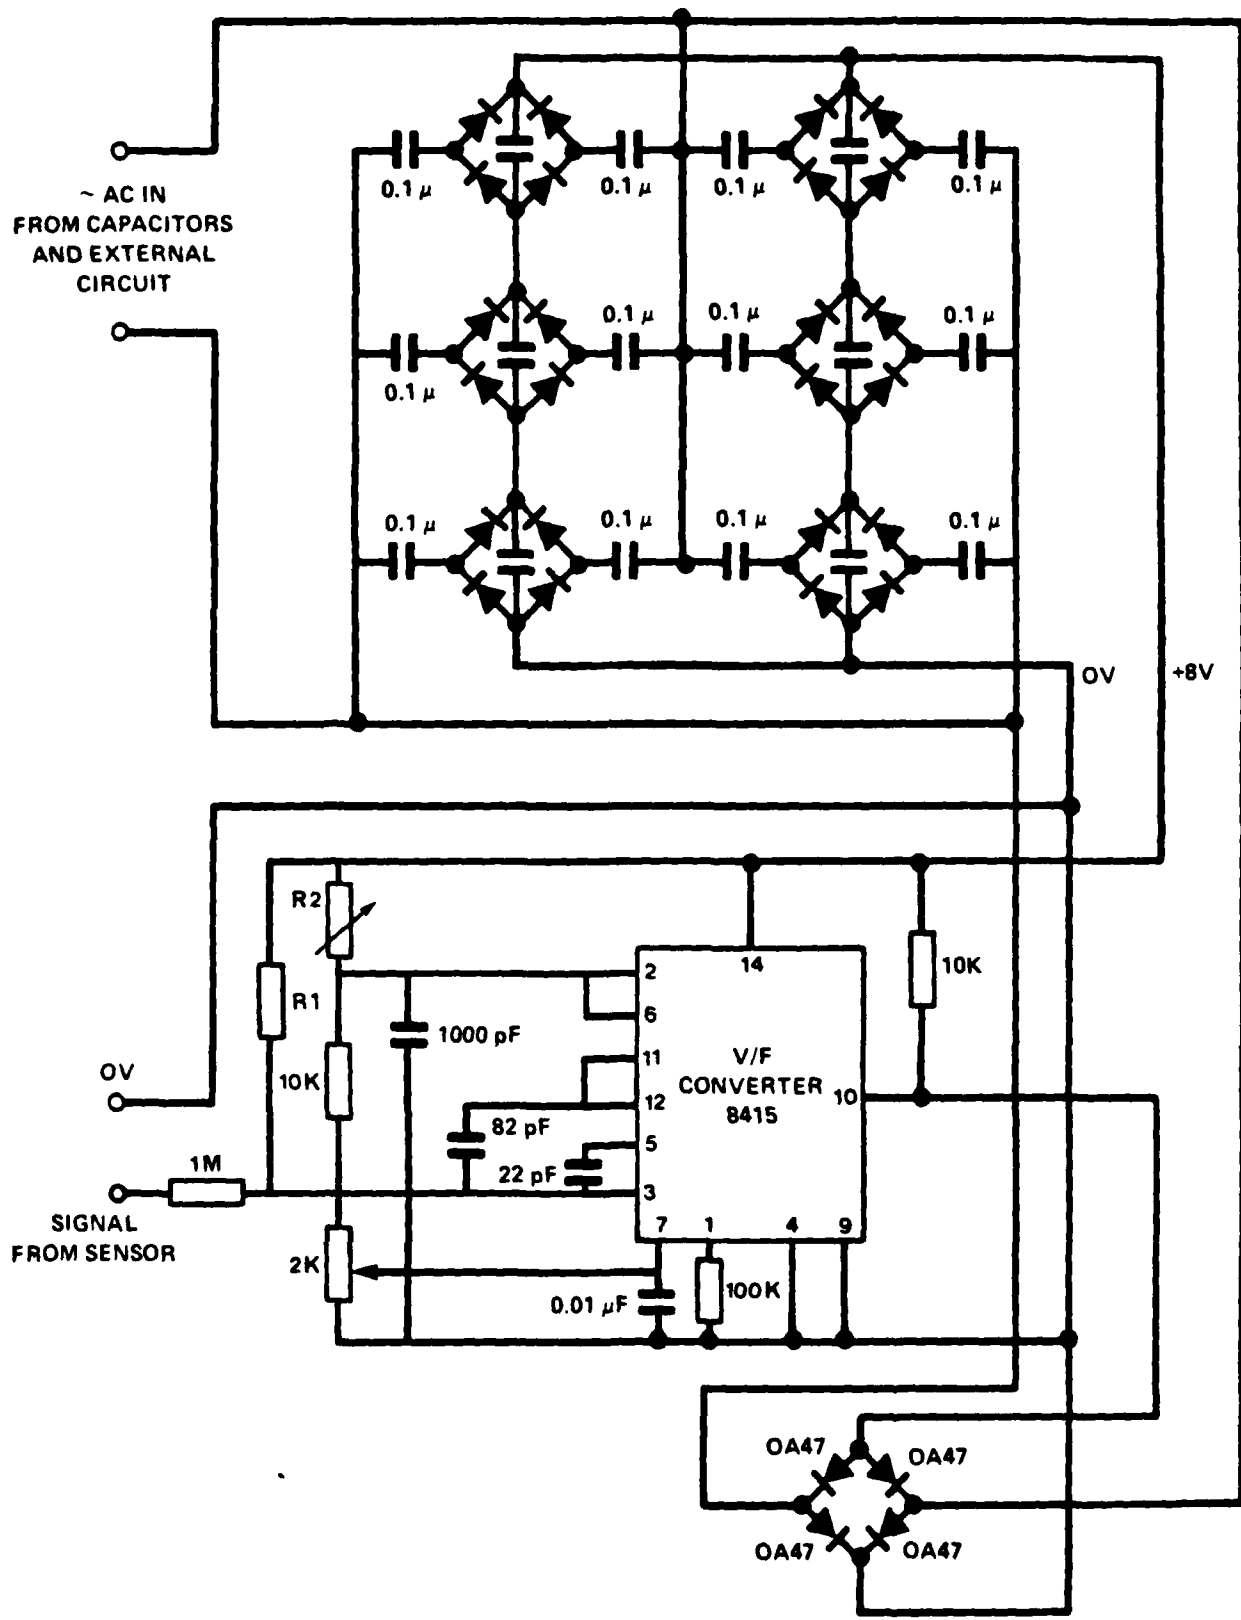 ~ AC IN
FROM CAPACITORS
AND EXTERNAL
CIRCUIT
0.1 μ
0.1 μ
0.1 μ
0.1 μ
0.1 μ
0.1 μ
0.1 μ
0.1 μ
0.1 μ
0.1 μ
0.1 μ
0.1 μ
0V
+8V
R2
R1
10K
1000 pF
82 pF
22 pF
2
6
11
12
5
3
14
V/F
CONVERTER
8415
10
10K
7
1
4
9
0V
1M
SIGNAL
FROM SENSOR
2K
0.01 μF
100K
OA47
OA47
OA47
OA47